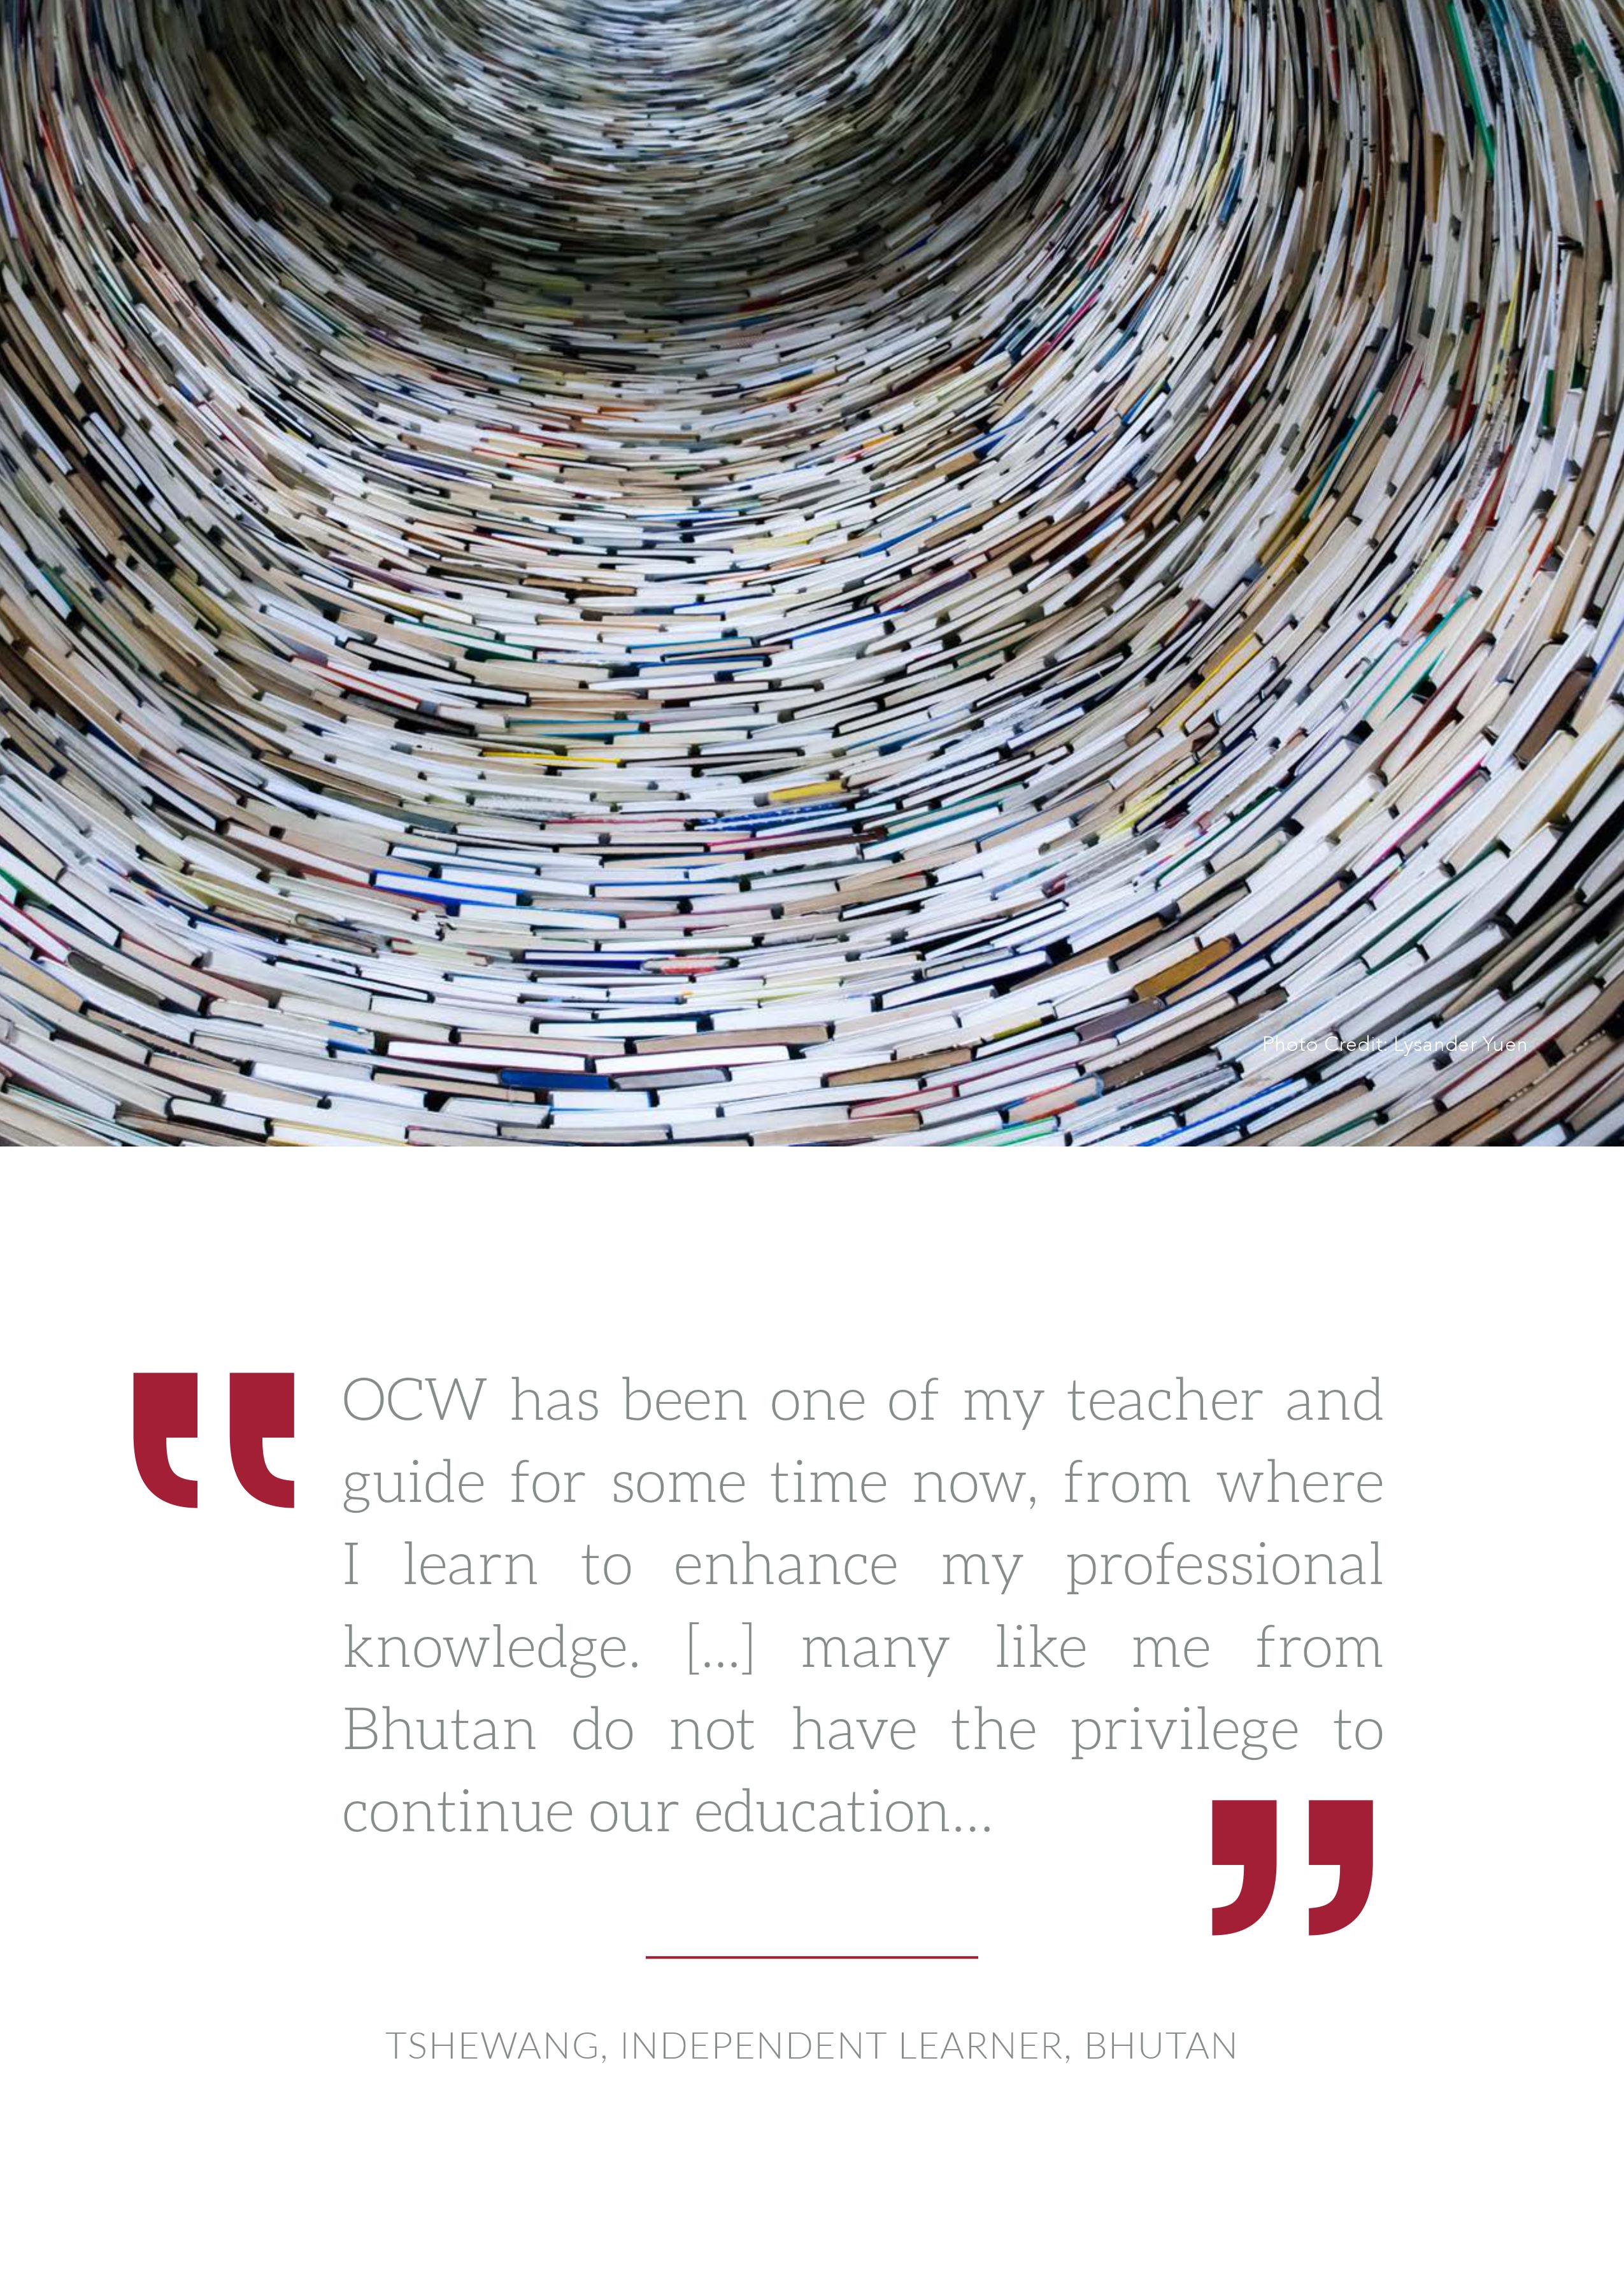 Photo Credit: Lysander Yuen
“OCW has been one of my teacher and
guide for some time now, from where
I learn to enhance my professional
knowledge. [...] many like me from
Bhutan do not have the privilege to
continue our education...”
TSHEWANG, INDEPENDENT LEARNER, BHUTAN